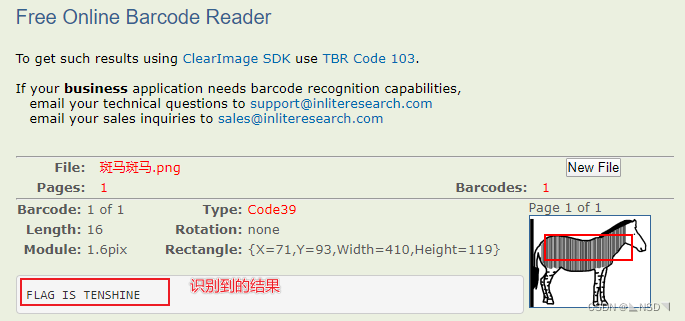 Free Online Barcode Reader
To get such results using ClearImage SDK use TBR Code 103.
If your business application needs barcode recognition capabilities,
email your technical questions to support@inliteresearch.com
email your sales inquiries to sales@inliteresearch.com
File: 斑马斑马.png New File
Pages: 1 Barcodes: 1
Barcode: 1 of 1 Type: Code39 Page 1 of 1
Length: 16 Rotation: none
Module: 1.6pix Rectangle: {X=71,Y=93,Width=410,Height=119}
FLAG IS TENSHINE 识别到的结果